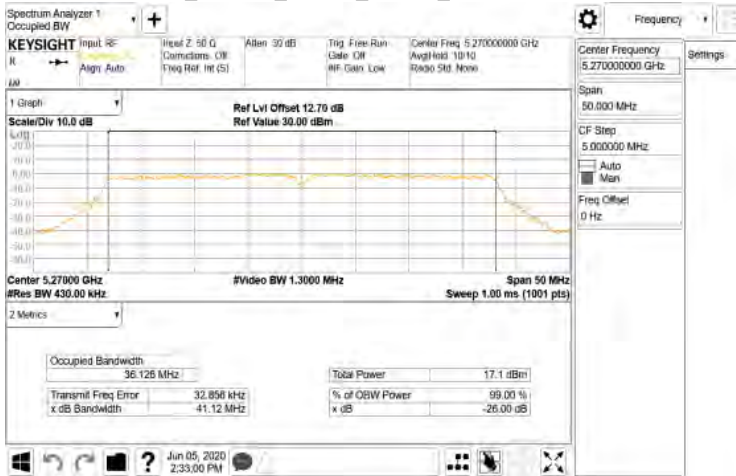 Spectrum Analyzer 1
Occupied BW
Frequency
KEYSIGHT Input: RF
Input Z: 50 Ω
Atten: 30 dB
Trig: Free Run
Center Freq: 5.270000000 GHz
Corrections: Off
Gate: Off
Avg|Hold: 10/10
Align: Auto
Freq Ref: Int (S)
#IF Gain: Low
Radio Std: None
Center Frequency
5.270000000 GHz
Settings
Span
50.000 MHz
CF Step
5.000000 MHz
Auto
Man
Freq Offset
0 Hz
1 Graph
Scale/Div 10.0 dB
Ref Lvl Offset 12.70 dB
Ref Value 30.00 dBm
Center 5.27000 GHz
#Video BW 1.3000 MHz
Span 50 MHz
#Res BW 430.00 kHz
Sweep 1.00 ms (1001 pts)
2 Metrics
Occupied Bandwidth
36.126 MHz
Total Power 17.1 dBm
Transmit Freq Error 32.856 kHz
% of OBW Power 99.00 %
x dB Bandwidth 41.12 MHz
x dB -26.00 dB
Jun 05, 2020
2:33:00 PM